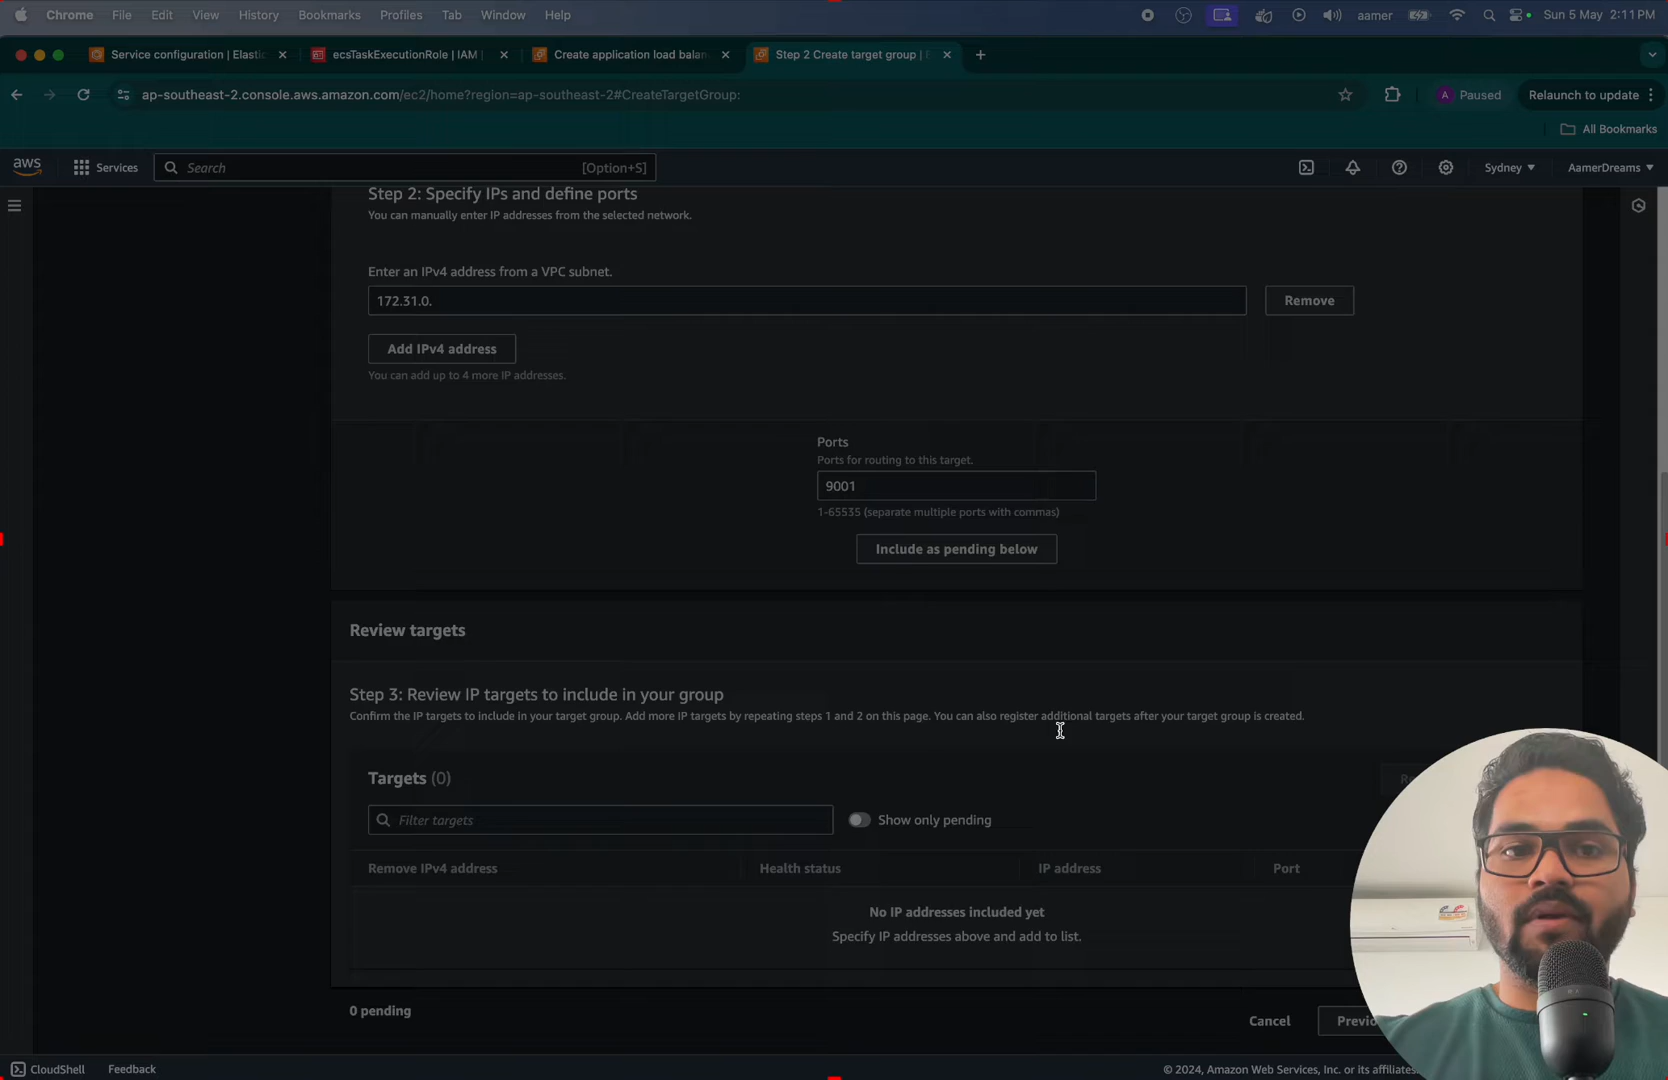 Chrome File Edit View History Bookmarks Profiles Tab Window Help aamer Sun 5 May 2:11 PM
Service configuration | Elastic ecsTaskExecutionRole | IAM | Create application load balan Step 2 Create target group | E
ap-southeast-2.console.aws.amazon.com/ec2/home?region=ap-southeast-2#CreateTargetGroup: A Paused Relaunch to update
All Bookmarks
aws Services Search [Option+S] Sydney AamerDreams
Step 2: Specify IPs and define ports
You can manually enter IP addresses from the selected network.
Enter an IPv4 address from a VPC subnet.
172.31.0. Remove
Add IPv4 address
You can add up to 4 more IP addresses.
Ports
Ports for routing to this target.
9001
1-65535 (separate multiple ports with commas)
Include as pending below
Review targets
Step 3: Review IP targets to include in your group
Confirm the IP targets to include in your target group. Add more IP targets by repeating steps 1 and 2 on this page. You can also register additional targets after your target group is created.
Targets (0)
Filter targets Show only pending
Remove IPv4 address Health status IP address Port
No IP addresses included yet
Specify IP addresses above and add to list.
0 pending
Cancel Previo
CloudShell Feedback © 2024, Amazon Web Services, Inc. or its affiliates.